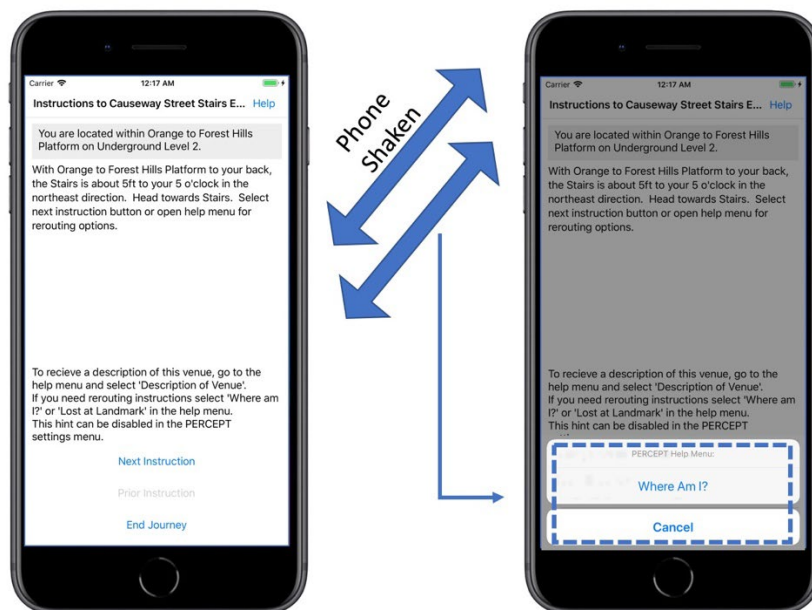 Carrier 12:17 AM
Instructions to Causeway Street Stairs E... Help
You are located within Orange to Forest Hills
Platform on Underground Level 2.
With Orange to Forest Hills Platform to your back,
the Stairs is about 5ft to your 5 o'clock in the
northeast direction. Head towards Stairs. Select
next instruction button or open help menu for
rerouting options.
To recieve a description of this venue, go to the
help menu and select 'Description of Venue'.
If you need rerouting instructions select 'Where am
I?' or 'Lost at Landmark' in the help menu.
This hint can be disabled in the PERCEPT
settings menu.
Next Instruction
Prior Instruction
End Journey
Phone
Shaken
Carrier 12:17 AM
Instructions to Causeway Street Stairs E... Help
You are located within Orange to Forest Hills
Platform on Underground Level 2.
With Orange to Forest Hills Platform to your back,
the Stairs is about 5ft to your 5 o'clock in the
northeast direction. Head towards Stairs. Select
next instruction button or open help menu for
rerouting options.
To recieve a description of this venue, go to the
help menu and select 'Description of Venue'.
If you need rerouting instructions select 'Where am
I?' or 'Lost at Landmark' in the help menu.
This hint can be disabled in the PERCEPT
PERCEPT Help Menu:
Where Am I?
Cancel